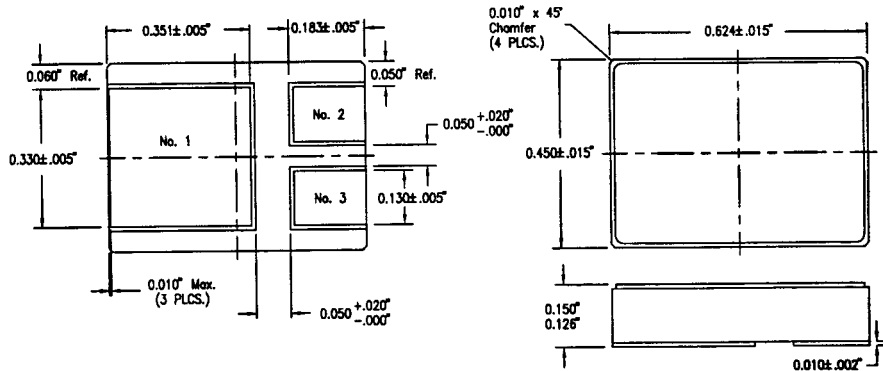 0.351±.005"
0.183±.005"
0.010" x 45°
Chamfer
(4 PLCS.)
0.624±.015"
0.060" Ref.
0.050" Ref.
No. 1
No. 2
0.050 +.020"
-.000"
0.330±.005"
0.450±.015"
No. 3
0.130±.005"
0.010" Max.
(3 PLCS.)
0.050 +.020"
-.000"
0.150"
0.126"
0.010±.002"